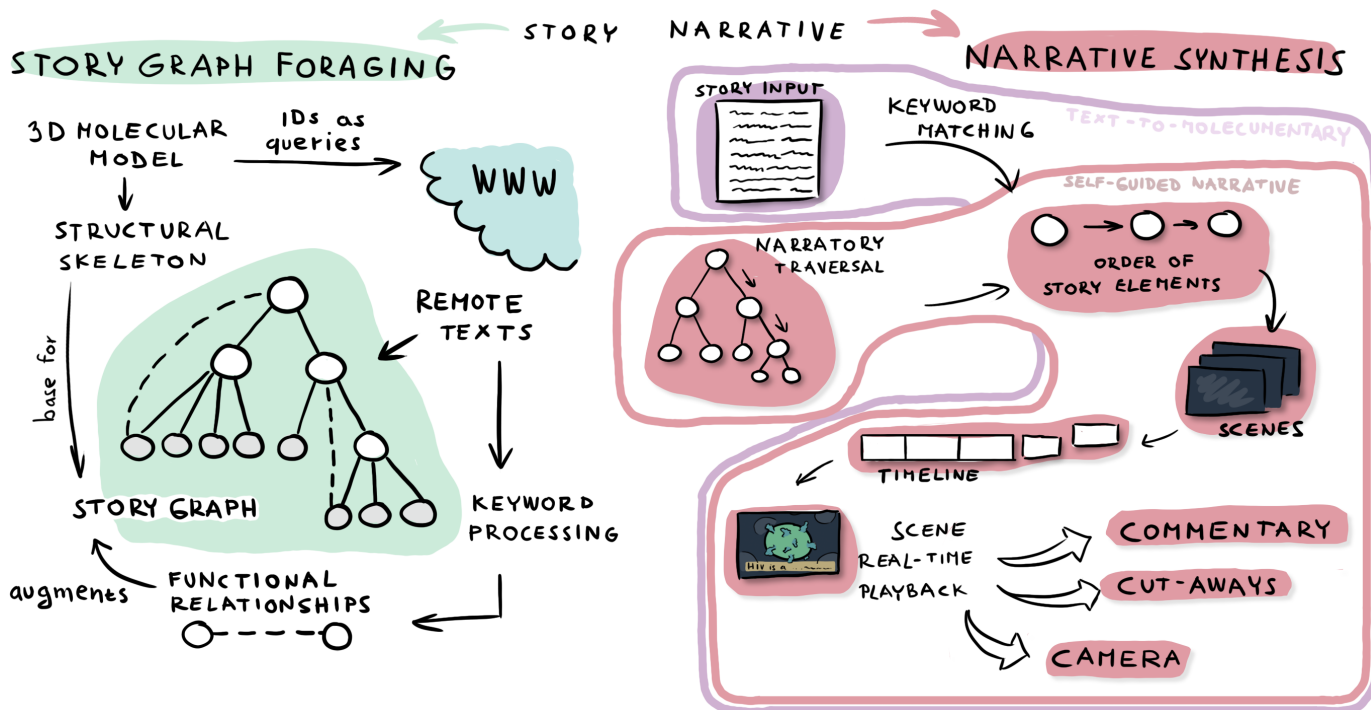 STORY NARRATIVE
STORY GRAPH FORAGING
3D MOLECULAR
MODEL
IDs as
queries
WWW
STRUCTURAL
SKELETON
REMOTE
TEXTS
base for
STORY GRAPH
KEYWORD
PROCESSING
augments
FUNCTIONAL
RELATIONSHIPS
NARRATIVE SYNTHESIS
STORY INPUT
KEYWORD
MATCHING
TEXT-TO-MOLECUMENTARY
SELF-GUIDED NARRATIVE
NARRATORY
TRAVERSAL
ORDER OF
STORY ELEMENTS
SCENES
TIMELINE
HIV is a ........
SCENE
REAL-TIME
PLAYBACK
COMMENTARY
CUT-AWAYS
CAMERA